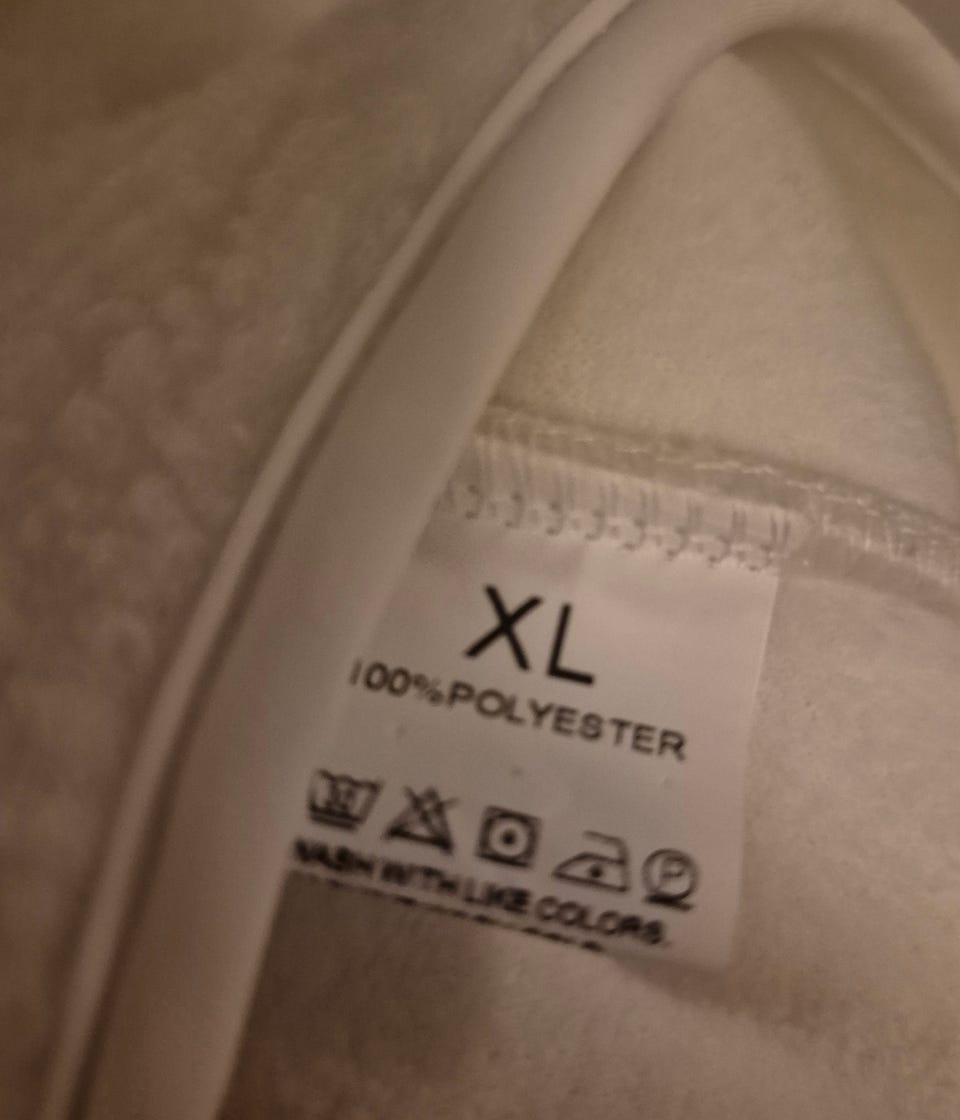 XL
100%POLYESTER
WASH WITH LIKE COLORS.